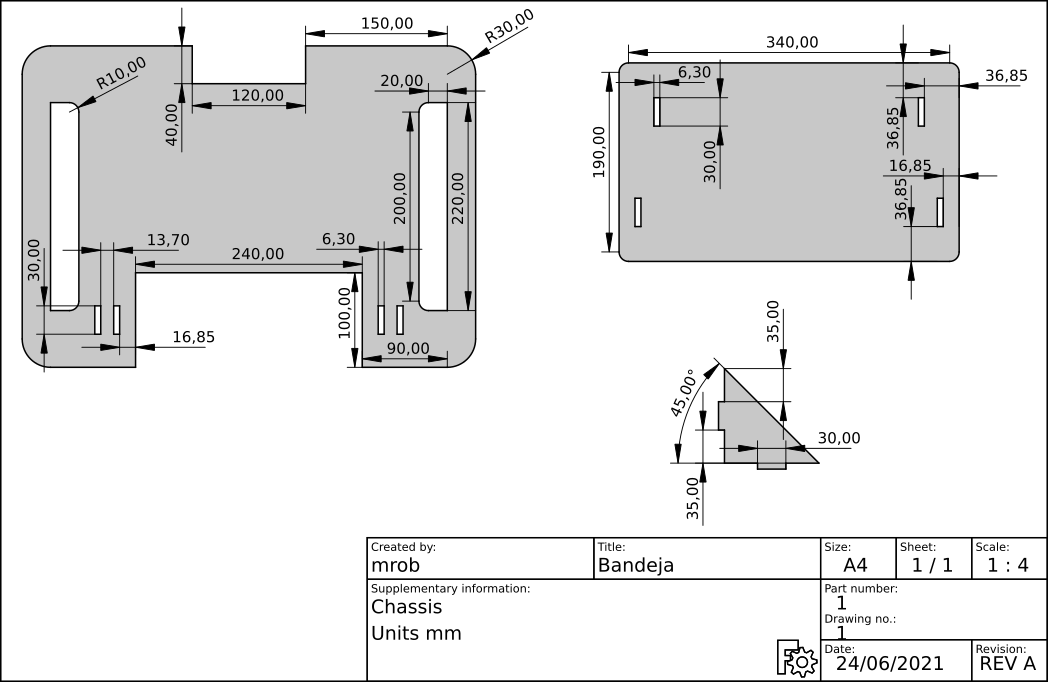 150,00
R30,00
R10,00
20,00
120,00
40,00
200,00
220,00
30,00
13,70
6,30
240,00
100,00
16,85
90,00
340,00
6,30
36,85
190,00
30,00
36,85
16,85
36,85
35,00
45,00°
30,00
35,00
Created by:
mrob
Title:
Bandeja
Size:
A4
Sheet:
1 / 1
Scale:
1 : 4
Supplementary information:
Chassis
Units mm
Part number:
1
Drawing no.:
1
Date:
24/06/2021
Revision:
REV A